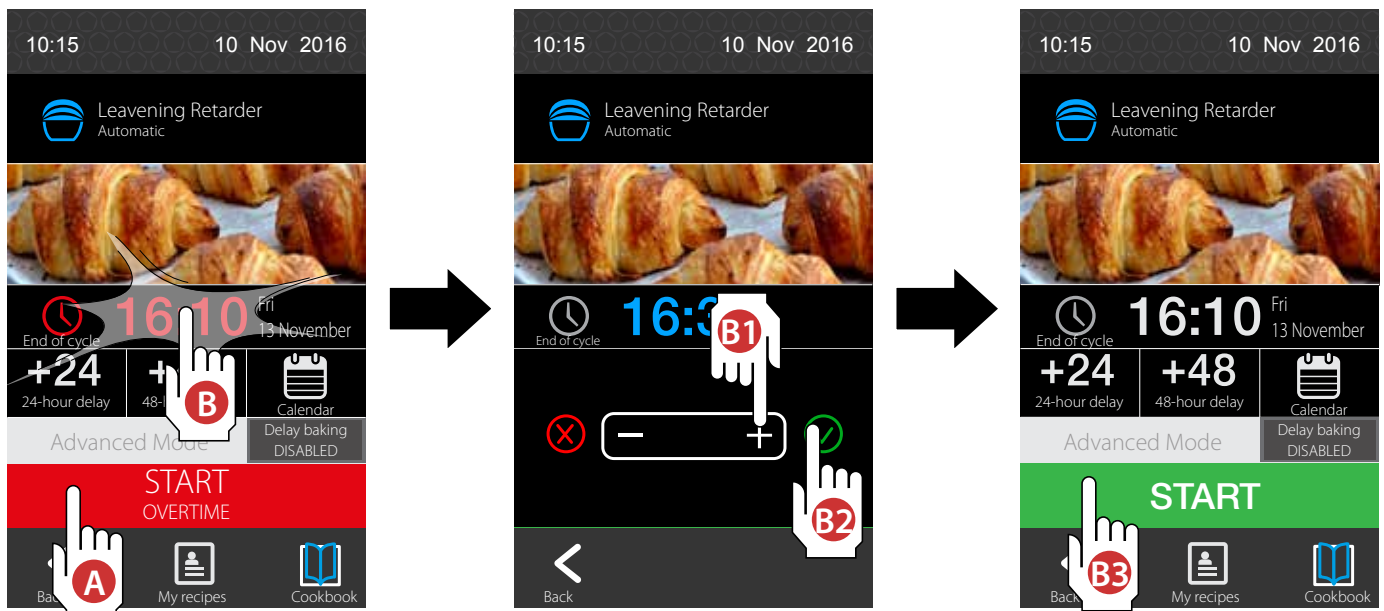 10:15 10 Nov 2016
Leavening Retarder
Automatic
16:10 Fri
13 November
End of cycle
+24
24-hour delay 48-h
Calendar
B
Advanced Mode Delay baking
DISABLED
START
OVERTIME
A
My recipes Cookbook
10:15 10 Nov 2016
Leavening Retarder
Automatic
End of cycle
B1
− +
B2
Back
10:15 10 Nov 2016
Leavening Retarder
Automatic
16:10 Fri
13 November
End of cycle
+24 +48
24-hour delay 48-hour delay Calendar
Advanced Mode Delay baking
DISABLED
START
B3
Back My recipes Cookbook